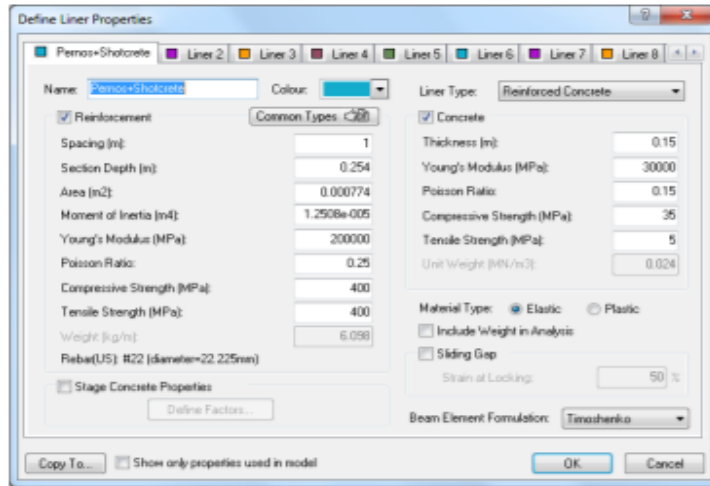 Define Liner Properties
Pernos+Shotcrete Liner 2 Liner 3 Liner 4 Liner 5 Liner 6 Liner 7 Liner 8
Name: Pernos+Shotcrete Colour: Liner Type: Reinforced Concrete
Reinforcement Common Types
Spacing (m): 1
Section Depth (m): 0.254
Area (m2): 0.000774
Moment of Inertia (m4): 1.2508e-005
Young's Modulus (MPa): 200000
Poisson Ratio: 0.25
Compressive Strength (MPa): 400
Tensile Strength (MPa): 400
Weight (kg/m): 6.098
Rebar(US): #22 (diameter=22.225mm)
Stage Concrete Properties
Define Factors...
Concrete
Thickness (m): 0.15
Young's Modulus (MPa): 30000
Poisson Ratio: 0.15
Compressive Strength (MPa): 35
Tensile Strength (MPa): 5
Unit Weight (MN/m3): 0.024
Material Type: Elastic Plastic
Include Weight in Analysis
Sliding Gap
Strain at Locking: 50 %
Beam Element Formulation: Timoshenko
Copy To... Show only properties used in model OK Cancel